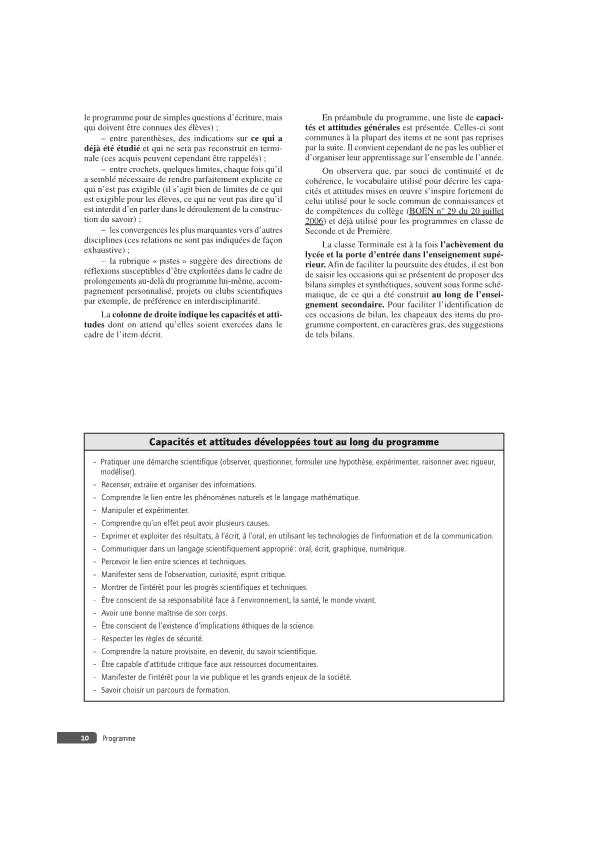 le programme pour de simples questions d'écriture, mais
qui doivent être connues des élèves) ;
– entre parenthèses, des indications sur ce qui a
déjà été étudié et qui ne sera pas reconstruit en termi-
nale (ces acquis peuvent cependant être rappelés) ;
– entre crochets, quelques limites, chaque fois qu'il
a semblé nécessaire de rendre parfaitement explicite ce
qui n'est pas exigible (il s'agit bien de limites de ce qui
est exigible pour les élèves, ce qui ne veut pas dire qu'il
est interdit d'en parler dans le déroulement de la construc-
tion du savoir) ;
– les convergences les plus marquantes vers d'autres
disciplines (ces relations ne sont pas indiquées de façon
exhaustive) ;
– la rubrique « pistes » suggère des directions de
réflexions susceptibles d'être exploitées dans le cadre de
prolongements au-delà du programme lui-même, accom-
pagnement personnalisé, projets ou clubs scientifiques
par exemple, de préférence en interdisciplinarité.
La colonne de droite indique les capacités et atti-
tudes dont on attend qu'elles soient exercées dans le
cadre de l'item décrit.
En préambule du programme, une liste de capaci-
tés et attitudes générales est présentée. Celles-ci sont
communes à la plupart des items et ne sont pas reprises
par la suite. Il convient cependant de ne pas les oublier et
d'organiser leur apprentissage sur l'ensemble de l'année.
On observera que, par souci de continuité et de
cohérence, le vocabulaire utilisé pour décrire les capa-
cités et attitudes mises en œuvre s'inspire fortement de
celui utilisé pour le socle commun de connaissances et
de compétences du collège (BOEN n° 29 du 20 juillet
2006) et déjà utilisé pour les programmes en classe de
Seconde et de Première.
La classe Terminale est à la fois l'achèvement du
lycée et la porte d'entrée dans l'enseignement supé-
rieur. Afin de faciliter la poursuite des études, il est bon
de saisir les occasions qui se présentent de proposer des
bilans simples et synthétiques, souvent sous forme sché-
matique, de ce qui a été construit au long de l'ensei-
gnement secondaire. Pour faciliter l'identification de
ces occasions de bilan, les chapeaux des items du pro-
gramme comportent, en caractères gras, des suggestions
de tels bilans.
Capacités et attitudes développées tout au long du programme
– Pratiquer une démarche scientifique (observer, questionner, formuler une hypothèse, expérimenter, raisonner avec rigueur,
modéliser).
– Recenser, extraire et organiser des informations.
– Comprendre le lien entre les phénomènes naturels et le langage mathématique.
– Manipuler et expérimenter.
– Comprendre qu'un effet peut avoir plusieurs causes.
– Exprimer et exploiter des résultats, à l'écrit, à l'oral, en utilisant les technologies de l'information et de la communication.
– Communiquer dans un langage scientifiquement approprié : oral, écrit, graphique, numérique.
– Percevoir le lien entre sciences et techniques.
– Manifester sens de l'observation, curiosité, esprit critique.
– Montrer de l'intérêt pour les progrès scientifiques et techniques.
– Être conscient de sa responsabilité face à l'environnement, la santé, le monde vivant.
– Avoir une bonne maîtrise de son corps.
– Être conscient de l'existence d'implications éthiques de la science.
– Respecter les règles de sécurité.
– Comprendre la nature provisoire, en devenir, du savoir scientifique.
– Être capable d'attitude critique face aux ressources documentaires.
– Manifester de l'intérêt pour la vie publique et les grands enjeux de la société.
– Savoir choisir un parcours de formation.
10 Programme